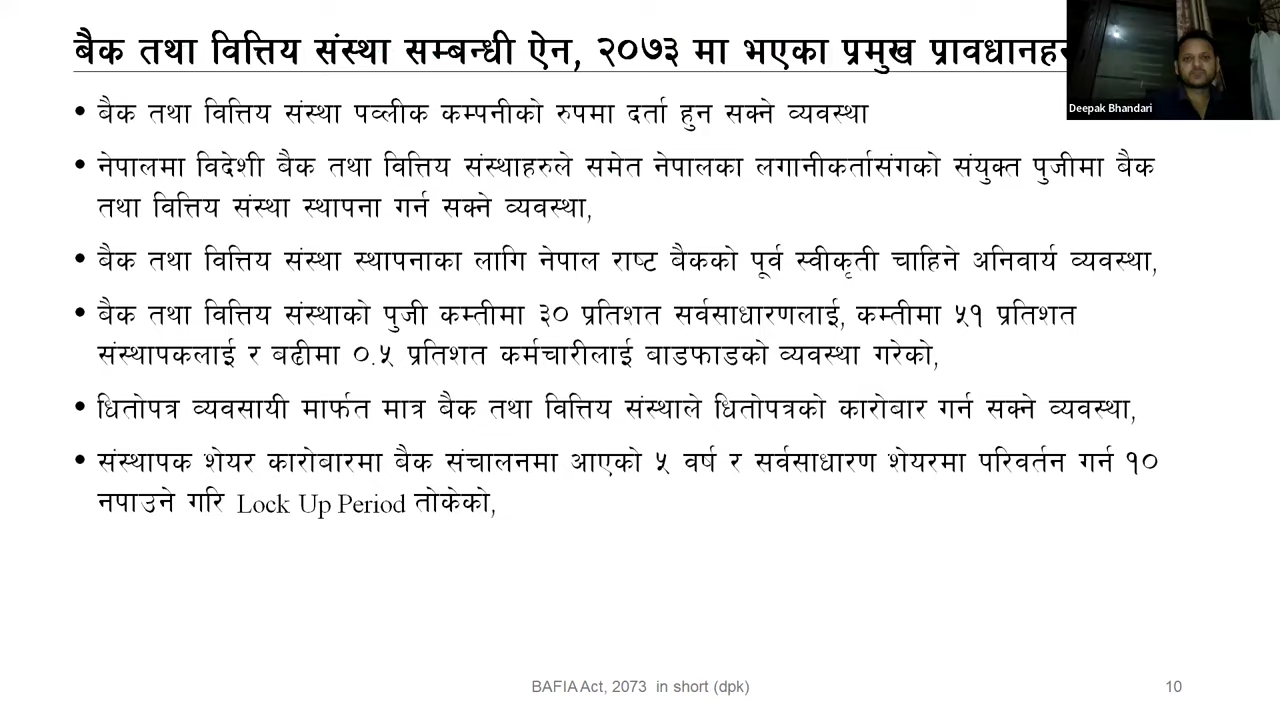 बैक तथा वित्तिय संस्था सम्बन्धी ऐन, २०७३ मा भएका प्रमुख
Deepak Bhandari
• बैक तथा वित्तिय संस्था पव्लीक कम्पनीको रुपमा दर्ता हुन सक्ने व्यवस्था
• नेपालमा विदेशी बैक तथा वित्तिय संस्थाहरुले समेत नेपालका लगानीकर्तासंगको संयुक्त पुजीमा बैक
तथा वित्तिय संस्था स्थापना गर्न सक्ने व्यवस्था,
• बैक तथा वित्तिय संस्था स्थापनाका लागि नेपाल राष्ट बैकको पूर्व स्वीकृती चाहिने अनिवार्य व्यवस्था,
• बैक तथा वित्तिय संस्थाको पुजी कम्तीमा ३० प्रतिशत सर्वसाधारणलाई, कम्तीमा ५१ प्रतिशत
संस्थापकलाई र बढीमा ०.५ प्रतिशत कर्मचारीलाई बाडफाडको व्यवस्था गरेको,
• धितोपत्र व्यवसायी मार्फत मात्र बैक तथा वित्तिय संस्थाले धितोपत्रको कारोबार गर्न सक्ने व्यवस्था,
• संस्थापक शेयर कारोबारमा बैक संचालनमा आएको ५ वर्ष र सर्वसाधारण शेयरमा परिवर्तन गर्न १०
नपाउने गरि Lock Up Period तोकेको,
BAFIA Act, 2073 in short (dpk)
10